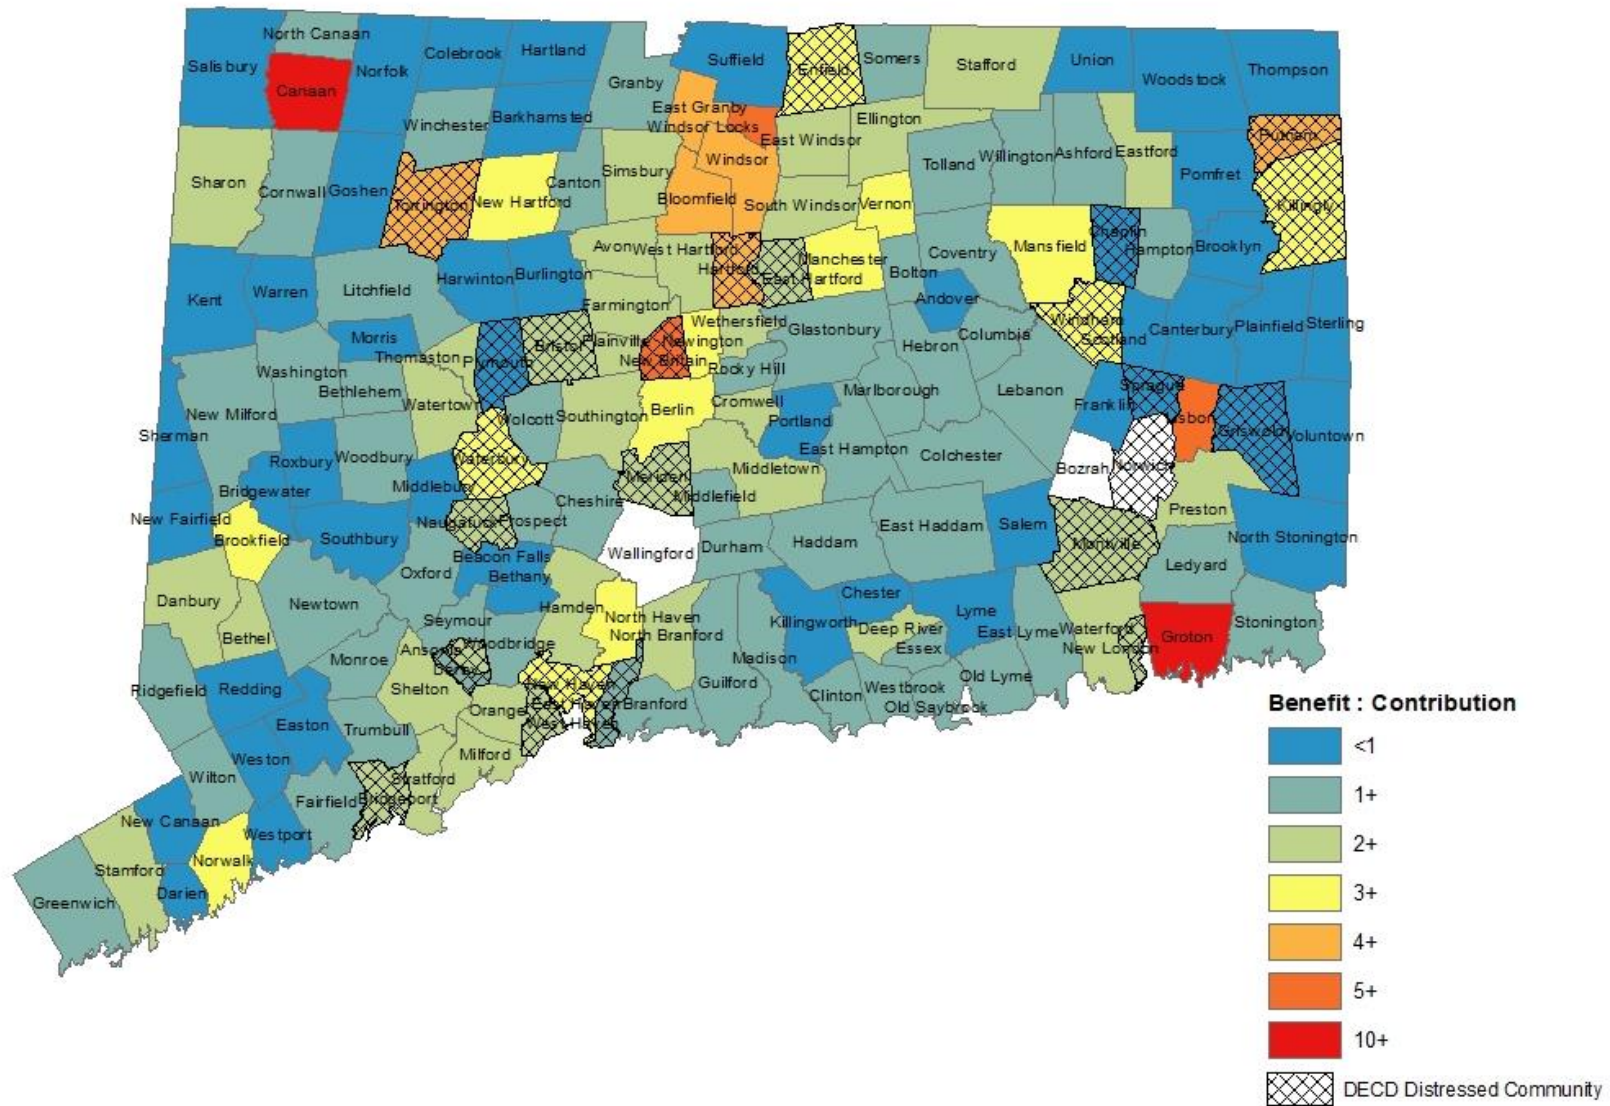 North Canaan
Salisbury
Canaan
Norfolk
Colebrook
Hartland
Granby
Suffield
Enfield
Somers
Stafford
Union
Woodstock
Thompson
Winchester
Barkhamsted
East Granby
Windsor Locks
East Windsor
Ellington
Windsor
Tolland
Willington
Ashford
Eastford
Putnam
Pomfret
Sharon
Cornwall
Goshen
Torrington
New Hartford
Canton
Simsbury
Bloomfield
South Windsor
Vernon
Killingly
Avon
West Hartford
Hartford
East Hartford
Manchester
Bolton
Coventry
Mansfield
Chaplin
Hampton
Brooklyn
Kent
Warren
Litchfield
Harwinton
Burlington
Farmington
Andover
Columbia
Windham
Scotland
Canterbury
Plainfield
Sterling
Morris
Thomaston
Plymouth
Bristol
Plainville
New Britain
Newington
Wethersfield
Rocky Hill
Glastonbury
Hebron
Washington
Bethlehem
Watertown
Wolcott
Southington
Berlin
Cromwell
Portland
Marlborough
Lebanon
Franklin
Sprague
Lisbon
Griswold
Voluntown
New Milford
Sherman
Roxbury
Woodbury
Middlebury
Waterbury
Cheshire
Meriden
Middletown
Middlefield
East Hampton
Colchester
Bozrah
Norwich
Preston
Bridgewater
New Fairfield
Brookfield
Southbury
Naugatuck
Prospect
Wallingford
Durham
Haddam
East Haddam
Salem
Montville
Ledyard
North Stonington
Oxford
Beacon Falls
Bethany
Danbury
Bethel
Newtown
Seymour
Hamden
North Haven
North Branford
Killingworth
Chester
Deep River
Essex
Lyme
East Lyme
Waterford
New London
Groton
Stonington
Monroe
Ansonia
Derby
Woodbridge
Madison
Ridgefield
Redding
Shelton
Orange
New Haven
East Haven
West Haven
Branford
Guilford
Clinton
Westbrook
Old Saybrook
Old Lyme
Easton
Trumbull
Milford
Weston
Wilton
Fairfield
Bridgeport
Stratford
New Canaan
Westport
Norwalk
Stamford
Darien
Greenwich
Benefit : Contribution
<1
1+
2+
3+
4+
5+
10+
DECD Distressed Community